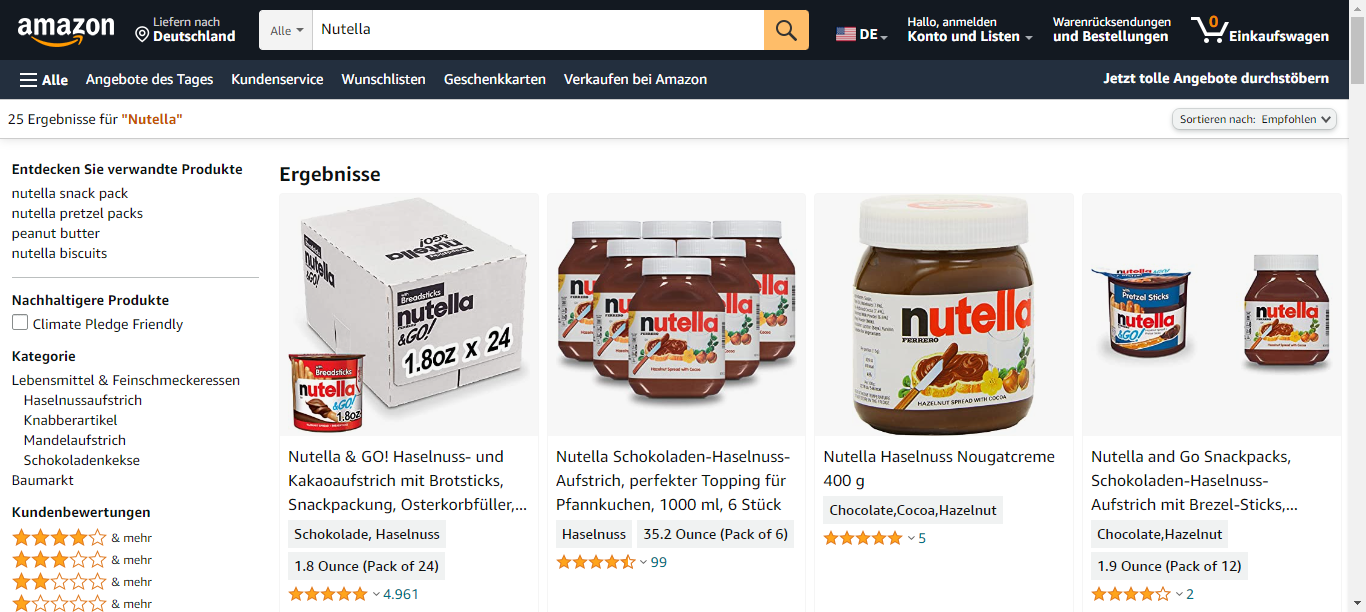 amazon
Liefern nach
Deutschland
Alle
Nutella
DE
Hallo, anmelden
Konto und Listen
Warenrücksendungen
und Bestellungen
0
Einkaufswagen
Alle
Angebote des Tages
Kundenservice
Wunschlisten
Geschenkkarten
Verkaufen bei Amazon
Jetzt tolle Angebote durchstöbern
25 Ergebnisse für "Nutella"
Sortieren nach: Empfohlen
Entdecken Sie verwandte Produkte
nutella snack pack
nutella pretzel packs
peanut butter
nutella biscuits
Nachhaltigere Produkte
Climate Pledge Friendly
Kategorie
Lebensmittel & Feinschmeckeressen
Haselnussaufstrich
Knabberartikel
Mandelaufstrich
Schokoladenkekse
Baumarkt
Kundenbewertungen
& mehr
& mehr
& mehr
& mehr
Ergebnisse
nutella
&GO!
Breadsticks
nutella
FERRERO
&GO!
1.8oz x 24
Breadsticks
nutella
&GO!
1.8oz
Nutella & GO! Haselnuss- und
Kakaoaufstrich mit Brotsticks,
Snackpackung, Osterkorbfüller,...
Schokolade, Haselnuss
1.8 Ounce (Pack of 24)
4.961
nutella
FERRERO
Nutella Schokoladen-Haselnuss-
Aufstrich, perfekter Topping für
Pfannkuchen, 1000 ml, 6 Stück
Haselnuss
35.2 Ounce (Pack of 6)
99
nutella
FERRERO
HAZELNUT SPREAD WITH COCOA
Nutella Haselnuss Nougatcreme
400 g
Chocolate,Cocoa,Hazelnut
5
Pretzel Sticks
nutella
&GO!
nutella
Nutella and Go Snackpacks,
Schokoladen-Haselnuss-
Aufstrich mit Brezel-Sticks,...
Chocolate,Hazelnut
1.9 Ounce (Pack of 12)
2